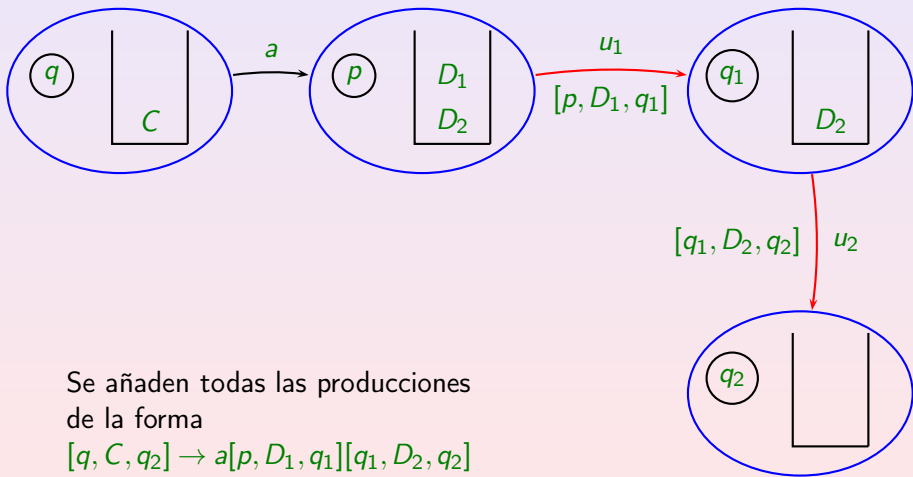 q
C
a
p
D₁
D₂
u₁
[p, D₁, q₁]
q₁
D₂
[q₁, D₂, q₂]
u₂
q₂
Se añaden todas las producciones
de la forma
[q, C, q₂] → a[p, D₁, q₁][q₁, D₂, q₂]